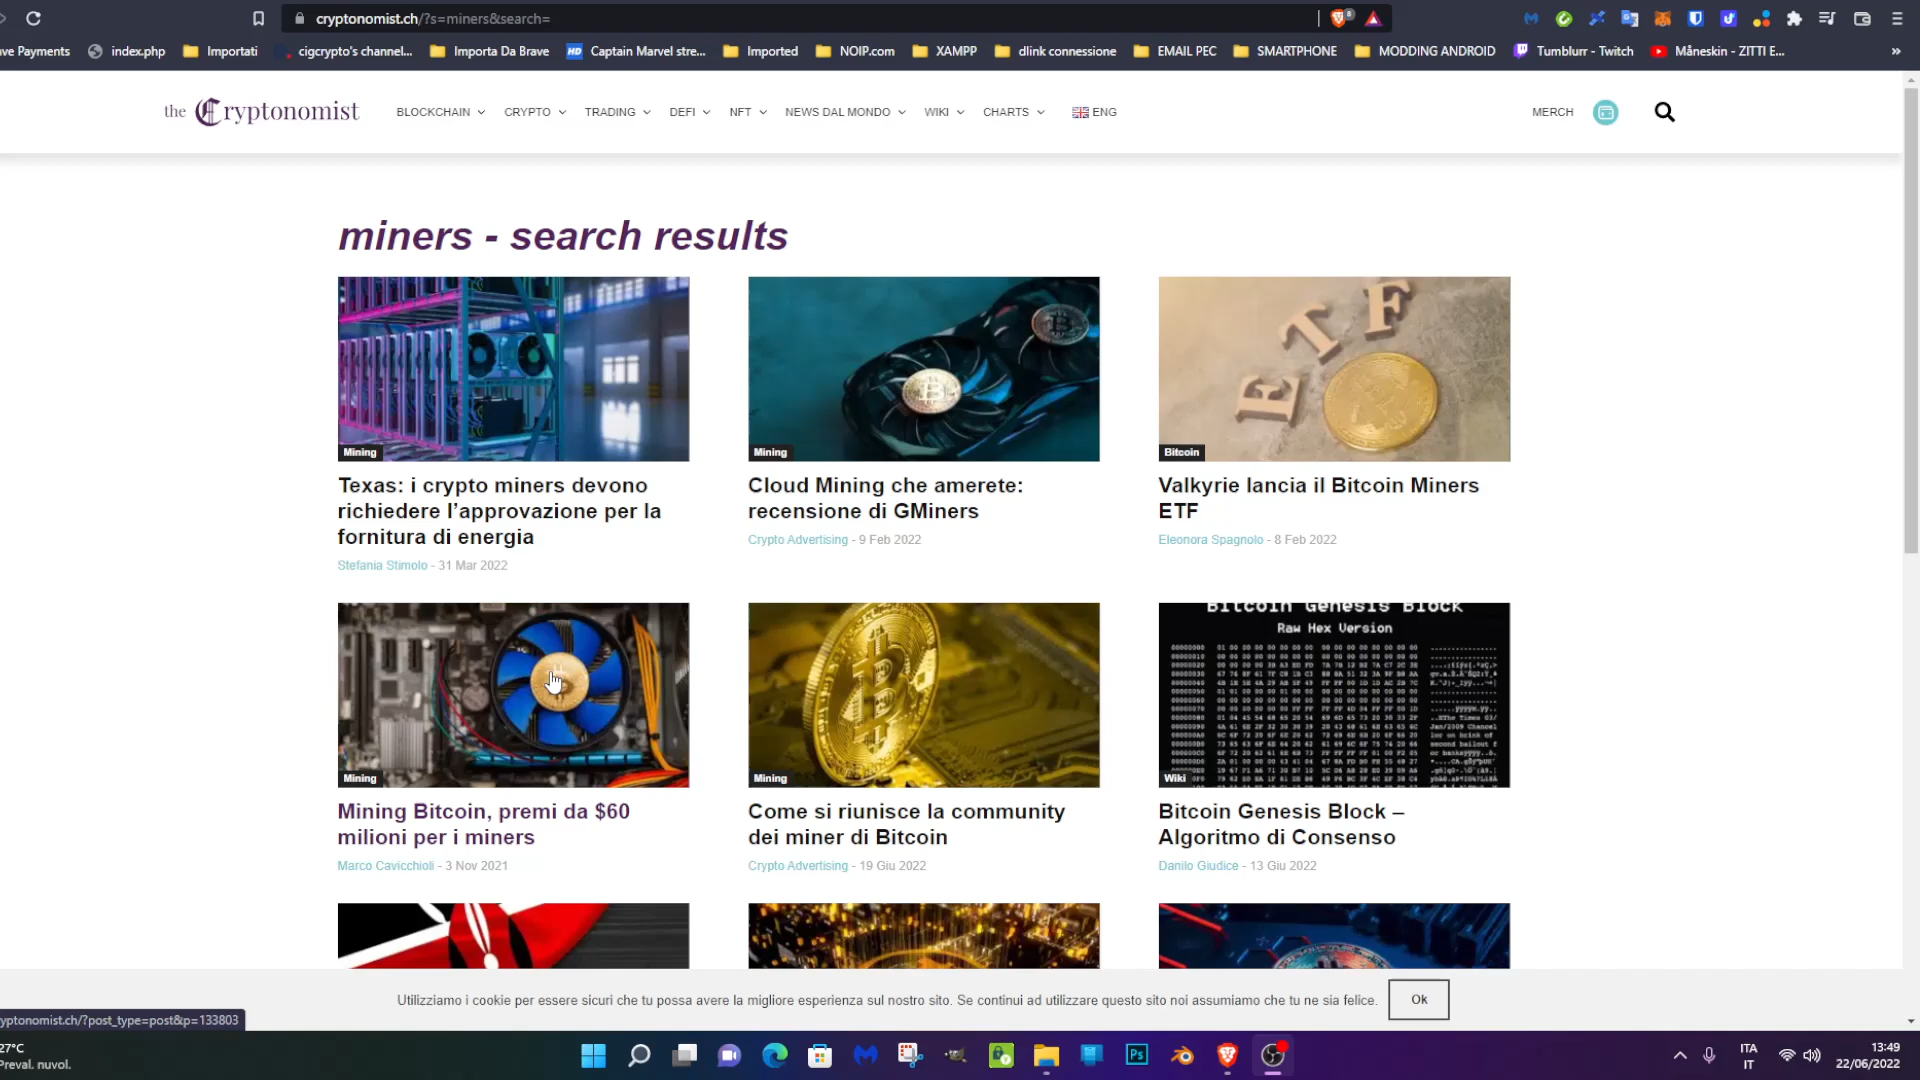 cryptonomist.ch/?s=miners&search=
8
ve Payments index.php Importati cigcrypto's channel... Importa Da Brave HD Captain Marvel stre... Imported NOIP.com XAMPP dlink connessione EMAIL PEC SMARTPHONE MODDING ANDROID Tumblurr - Twitch Måneskin - ZITTI E... »
the Cryptonomist BLOCKCHAIN CRYPTO TRADING DEFI NFT NEWS DAL MONDO WIKI CHARTS ENG MERCH
miners - search results
ETF
Mining
Mining
Bitcoin
Texas: i crypto miners devono
richiedere l'approvazione per la
fornitura di energia
Stefania Stimolo - 31 Mar 2022
Cloud Mining che amerete:
recensione di GMiners
Crypto Advertising - 9 Feb 2022
Valkyrie lancia il Bitcoin Miners
ETF
Eleonora Spagnolo - 8 Feb 2022
Bitcoin Genesis Block
Raw Hex Version
Mining
Mining
Wiki
Mining Bitcoin, premi da $60
milioni per i miners
Marco Cavicchioli - 3 Nov 2021
Come si riunisce la community
dei miner di Bitcoin
Crypto Advertising - 19 Giu 2022
Bitcoin Genesis Block –
Algoritmo di Consenso
Danilo Giudice - 13 Giu 2022
Utilizziamo i cookie per essere sicuri che tu possa avere la migliore esperienza sul nostro sito. Se continui ad utilizzare questo sito noi assumiamo che tu ne sia felice. Ok
yptonomist.ch/?post_type=post&p=133803
27°C
Preval. nuvol.
Ps
ITA
IT
13:49
22/06/2022